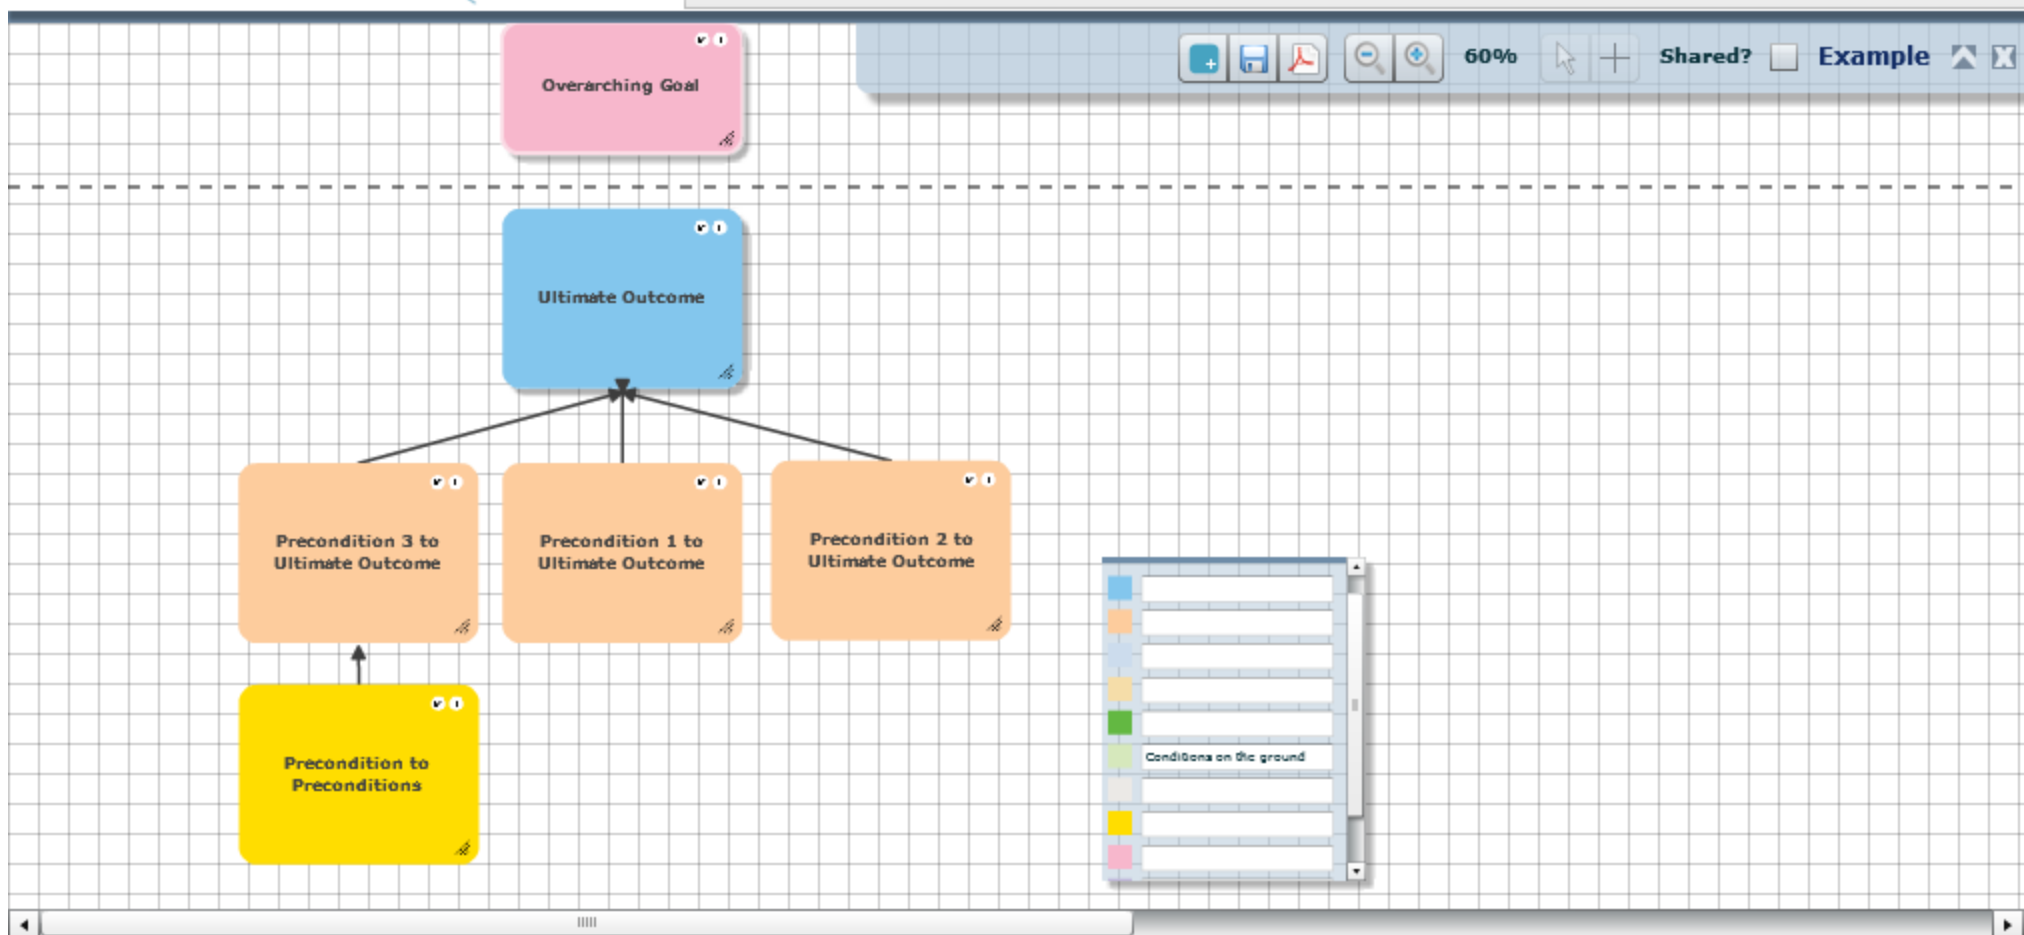 Overarching Goal
60%
Shared?
Example
Ultimate Outcome
Precondition 3 to
Ultimate Outcome
Precondition 1 to
Ultimate Outcome
Precondition 2 to
Ultimate Outcome
Precondition to
Preconditions
Conditions on the ground